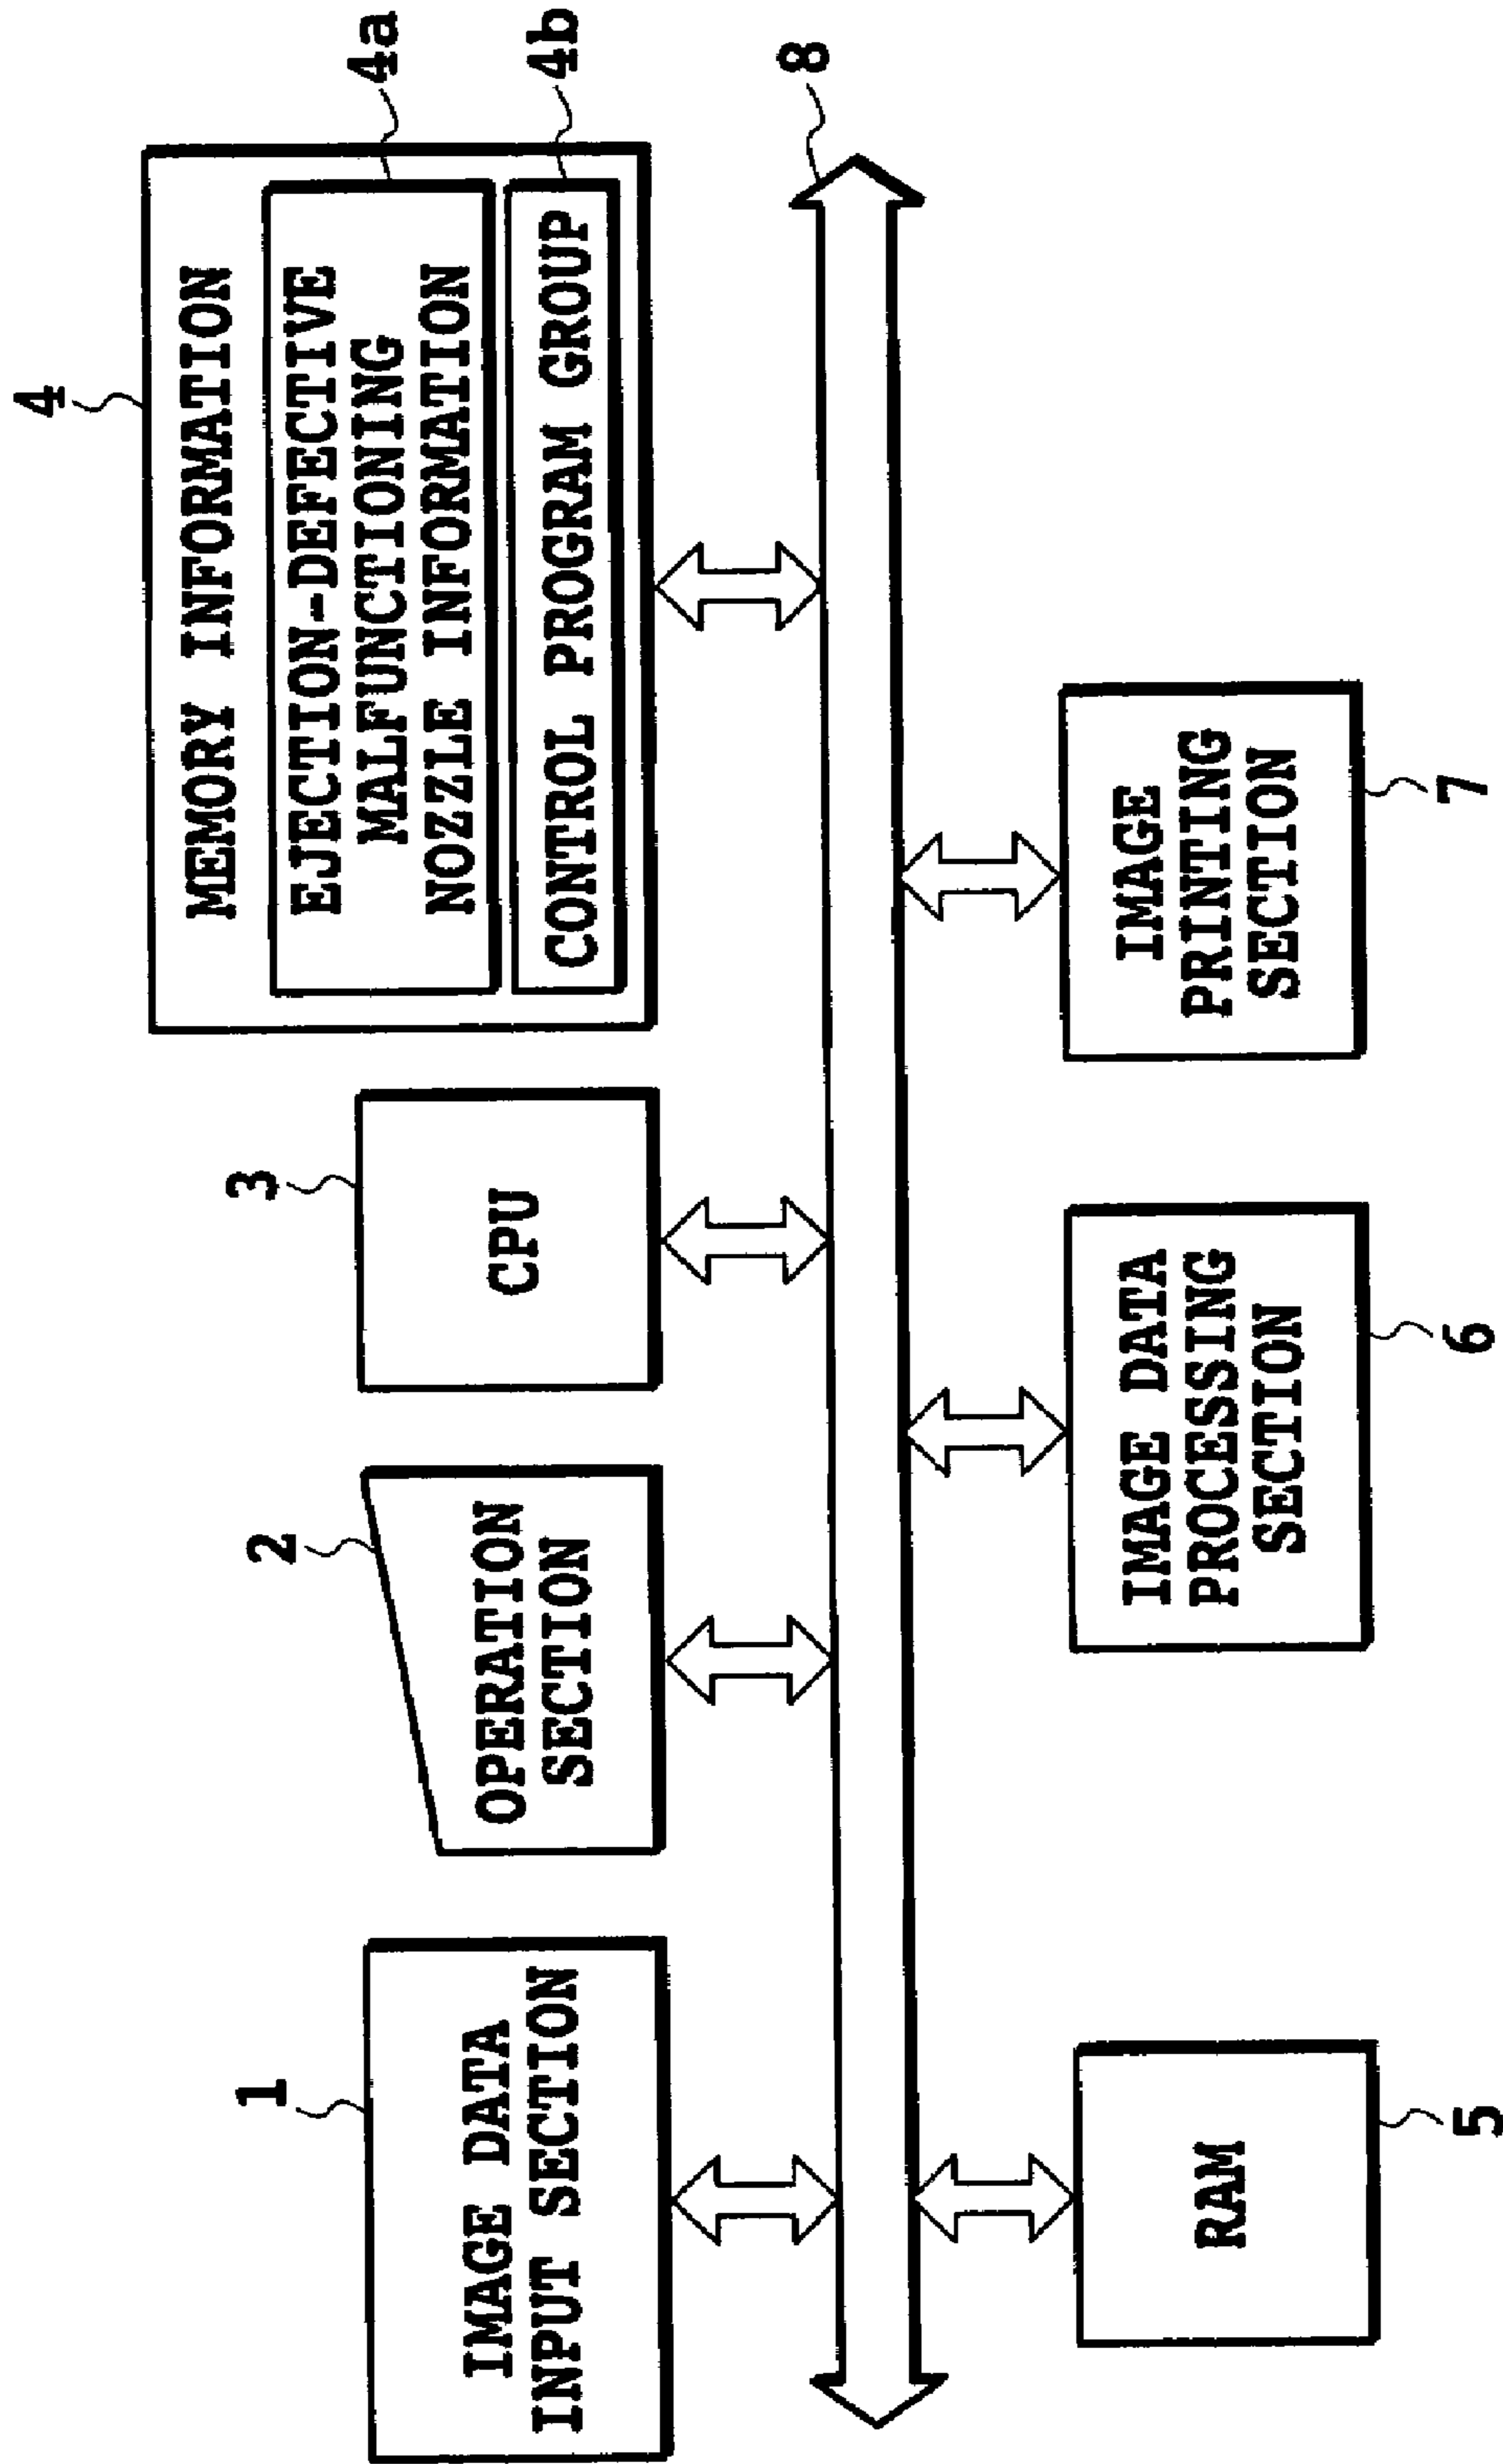 1
IMAGE DATA
INPUT SECTION
2
OPERATION
SECTION
3
CPU
4
MEMORY INFORMATION
EJECTION-DEFECTIVE
MALFUNCTIONING
NOZZLE INFORMATION
4a
CONTROL PROGRAM GROUP
4b
8
RAM
5
IMAGE DATA
PROCESSING
SECTION
6
IMAGE
PRINTING
SECTION
7